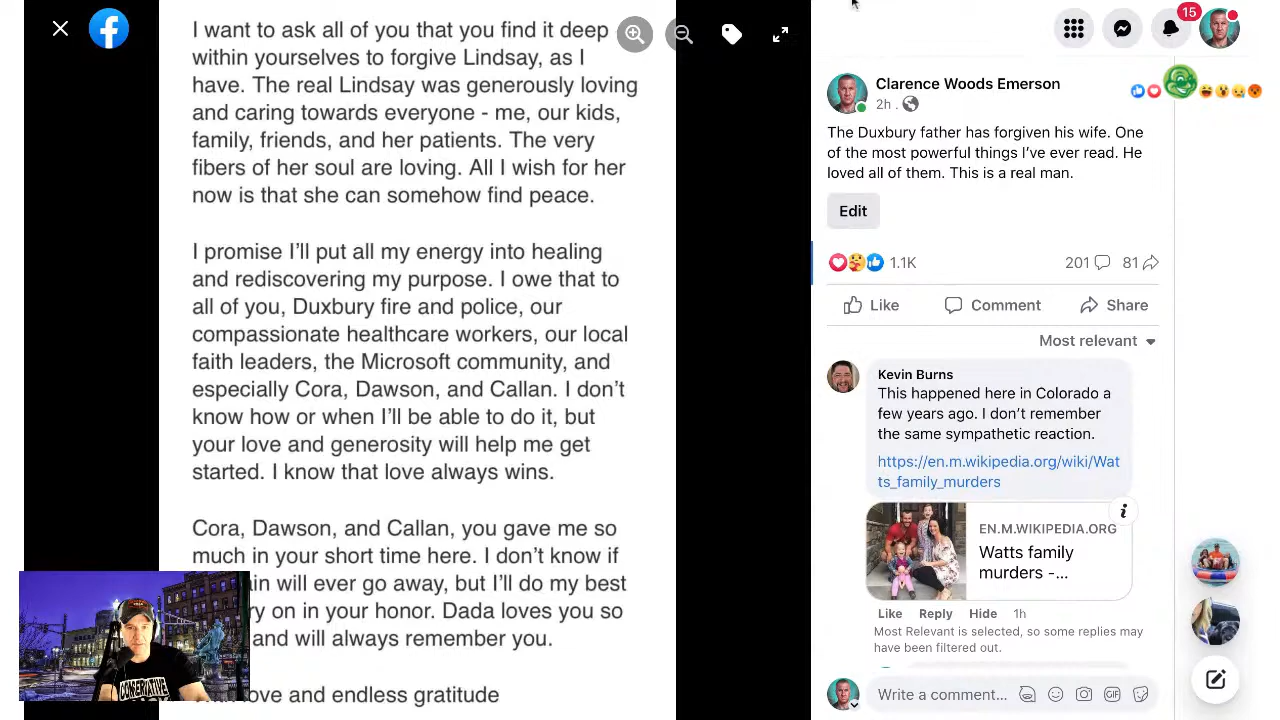 I want to ask all of you that you find it deep
within yourselves to forgive Lindsay, as I
have. The real Lindsay was generously loving
and caring towards everyone - me, our kids,
family, friends, and her patients. The very
fibers of her soul are loving. All I wish for her
now is that she can somehow find peace.
I promise I'll put all my energy into healing
and rediscovering my purpose. I owe that to
all of you, Duxbury fire and police, our
compassionate healthcare workers, our local
faith leaders, the Microsoft community, and
especially Cora, Dawson, and Callan. I don't
know how or when I'll be able to do it, but
your love and generosity will help me get
started. I know that love always wins.
Cora, Dawson, and Callan, you gave me so
much in your short time here. I don't know if
will ever go away, but I'll do my best
on in your honor. Dada loves you so
and will always remember you.
love and endless gratitude
15
Clarence Woods Emerson
2h
The Duxbury father has forgiven his wife. One
of the most powerful things I've ever read. He
loved all of them. This is a real man.
Edit
1.1K 201 81
Like Comment Share
Most relevant
Kevin Burns
This happened here in Colorado a
few years ago. I don't remember
the same sympathetic reaction.
https://en.m.wikipedia.org/wiki/Wat
ts_family_murders
EN.M.WIKIPEDIA.ORG
Watts family
murders -...
Like Reply Hide 1h
Most Relevant is selected, so some replies may
have been filtered out.
Write a comment...
GIF